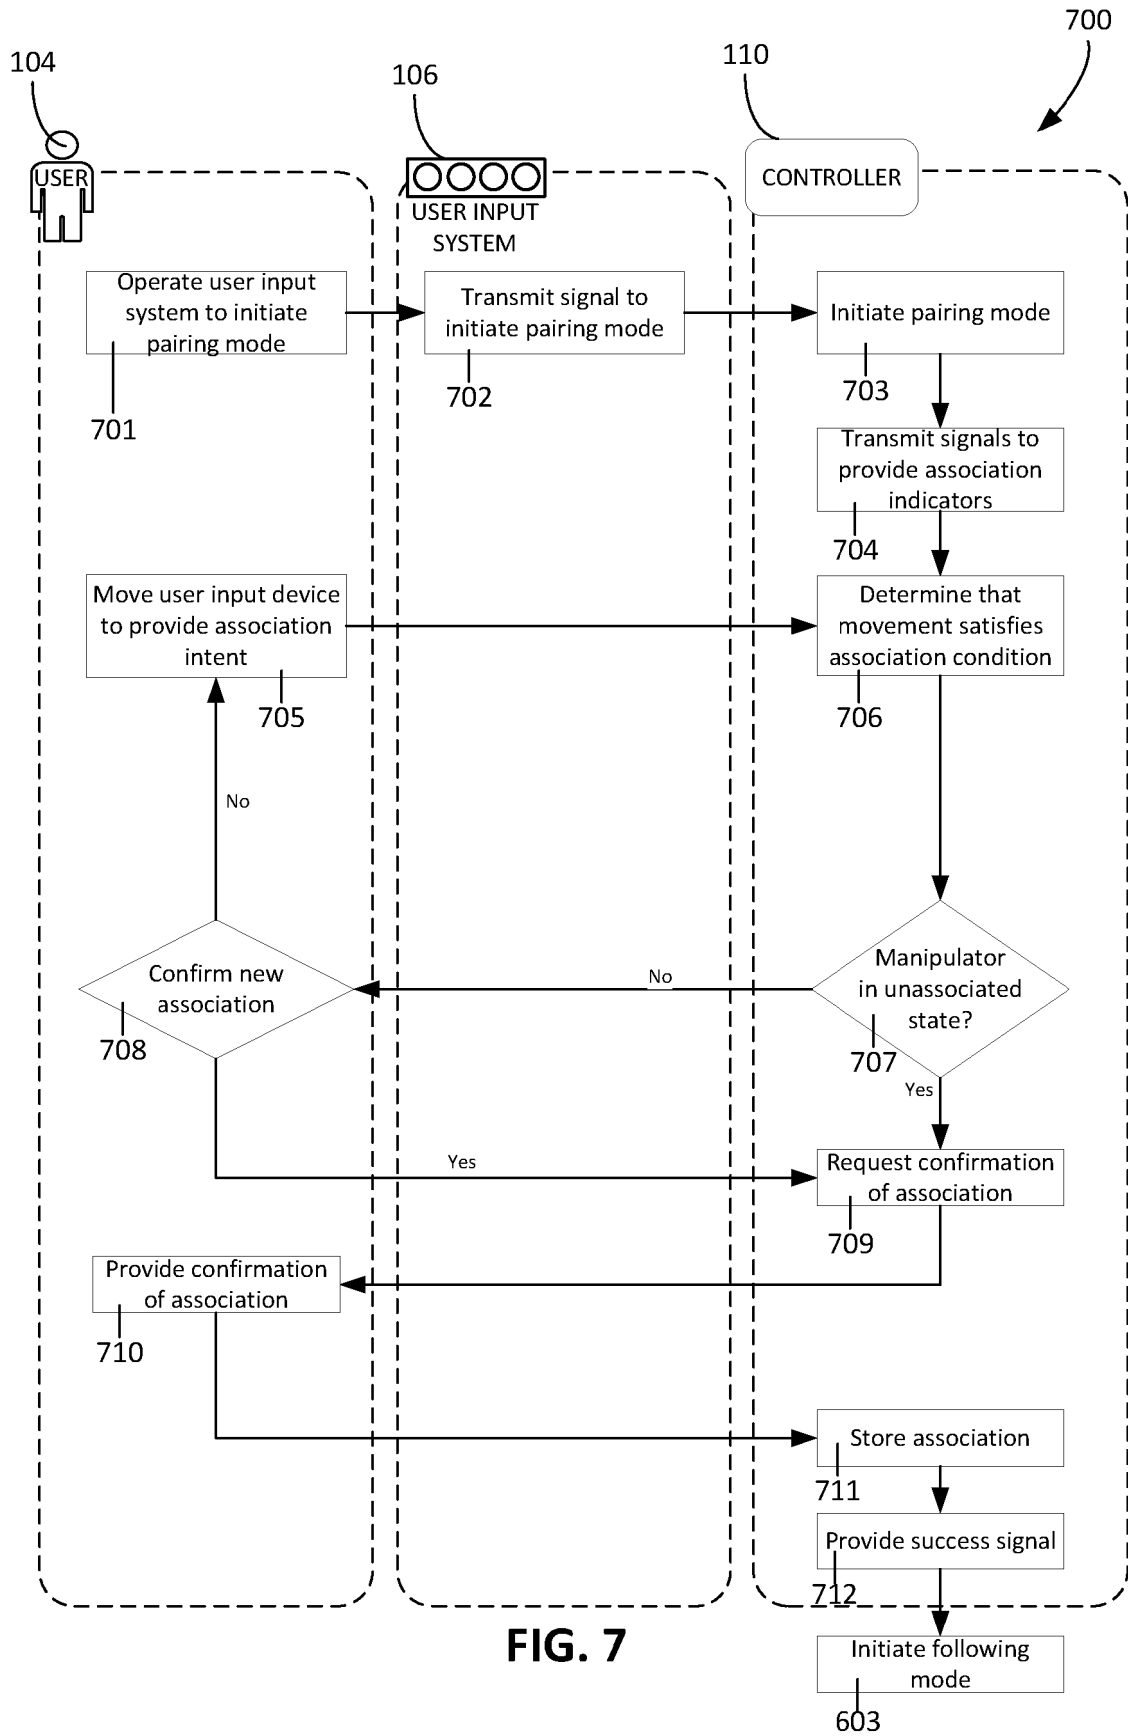 700
104
106
110
USER
CONTROLLER
USER INPUT
SYSTEM
Operate user input
system to initiate
pairing mode
701
Transmit signal to
initiate pairing mode
702
Initiate pairing mode
703
Transmit signals to
provide association
indicators
704
Move user input device
to provide association
intent
705
Determine that
movement satisfies
association condition
706
No
Confirm new
association
708
No
Manipulator
in unassociated
state?
707
Yes
Yes
Request confirmation
of association
709
Provide confirmation
of association
710
Store association
711
Provide success signal
712
FIG. 7
Initiate following
mode
603